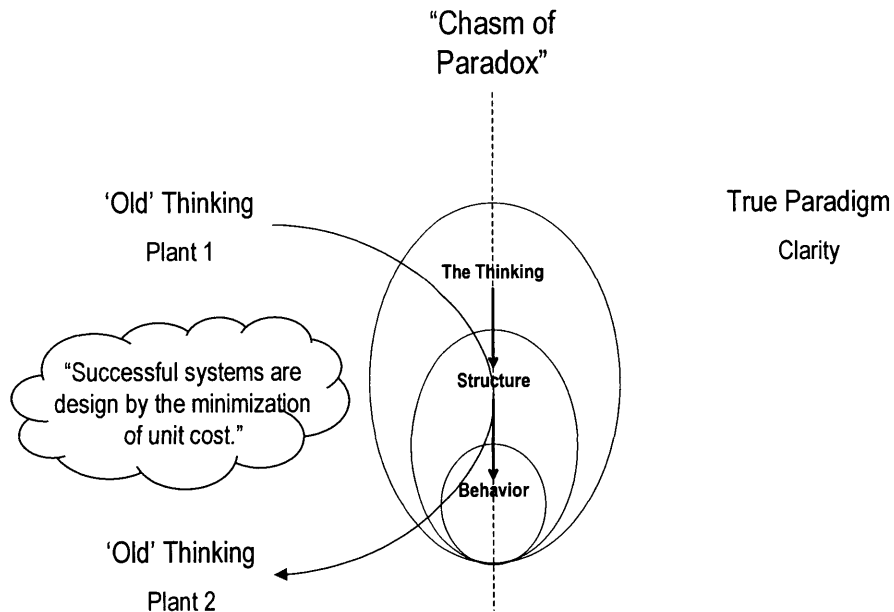 “Chasm of
Paradox”
‘Old’ Thinking
Plant 1
True Paradigm
Clarity
The Thinking
Structure
Behavior
“Successful systems are
design by the minimization
of unit cost.”
‘Old’ Thinking
Plant 2